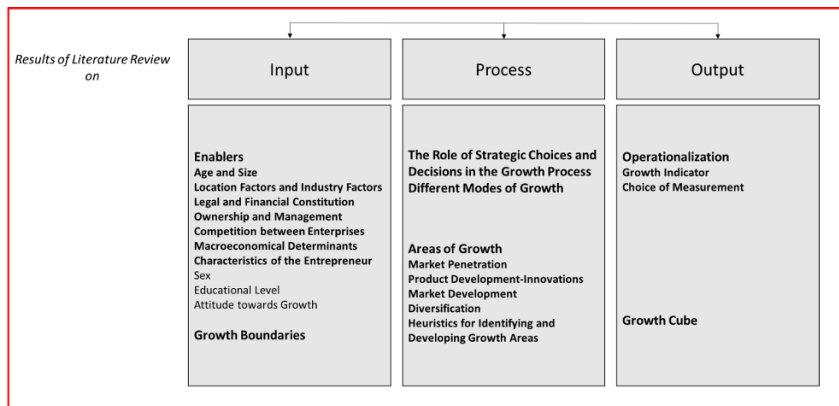 Results of Literature Review
on
Input
Process
Output
Enablers
Age and Size
Location Factors and Industry Factors
Legal and Financial Constitution
Ownership and Management
Competition between Enterprises
Macroeconomical Determinants
Characteristics of the Entrepreneur
Sex
Educational Level
Attitude towards Growth
Growth Boundaries
The Role of Strategic Choices and
Decisions in the Growth Process
Different Modes of Growth
Areas of Growth
Market Penetration
Product Development-Innovations
Market Development
Diversification
Heuristics for Identifying and
Developing Growth Areas
Operationalization
Growth Indicator
Choice of Measurement
Growth Cube